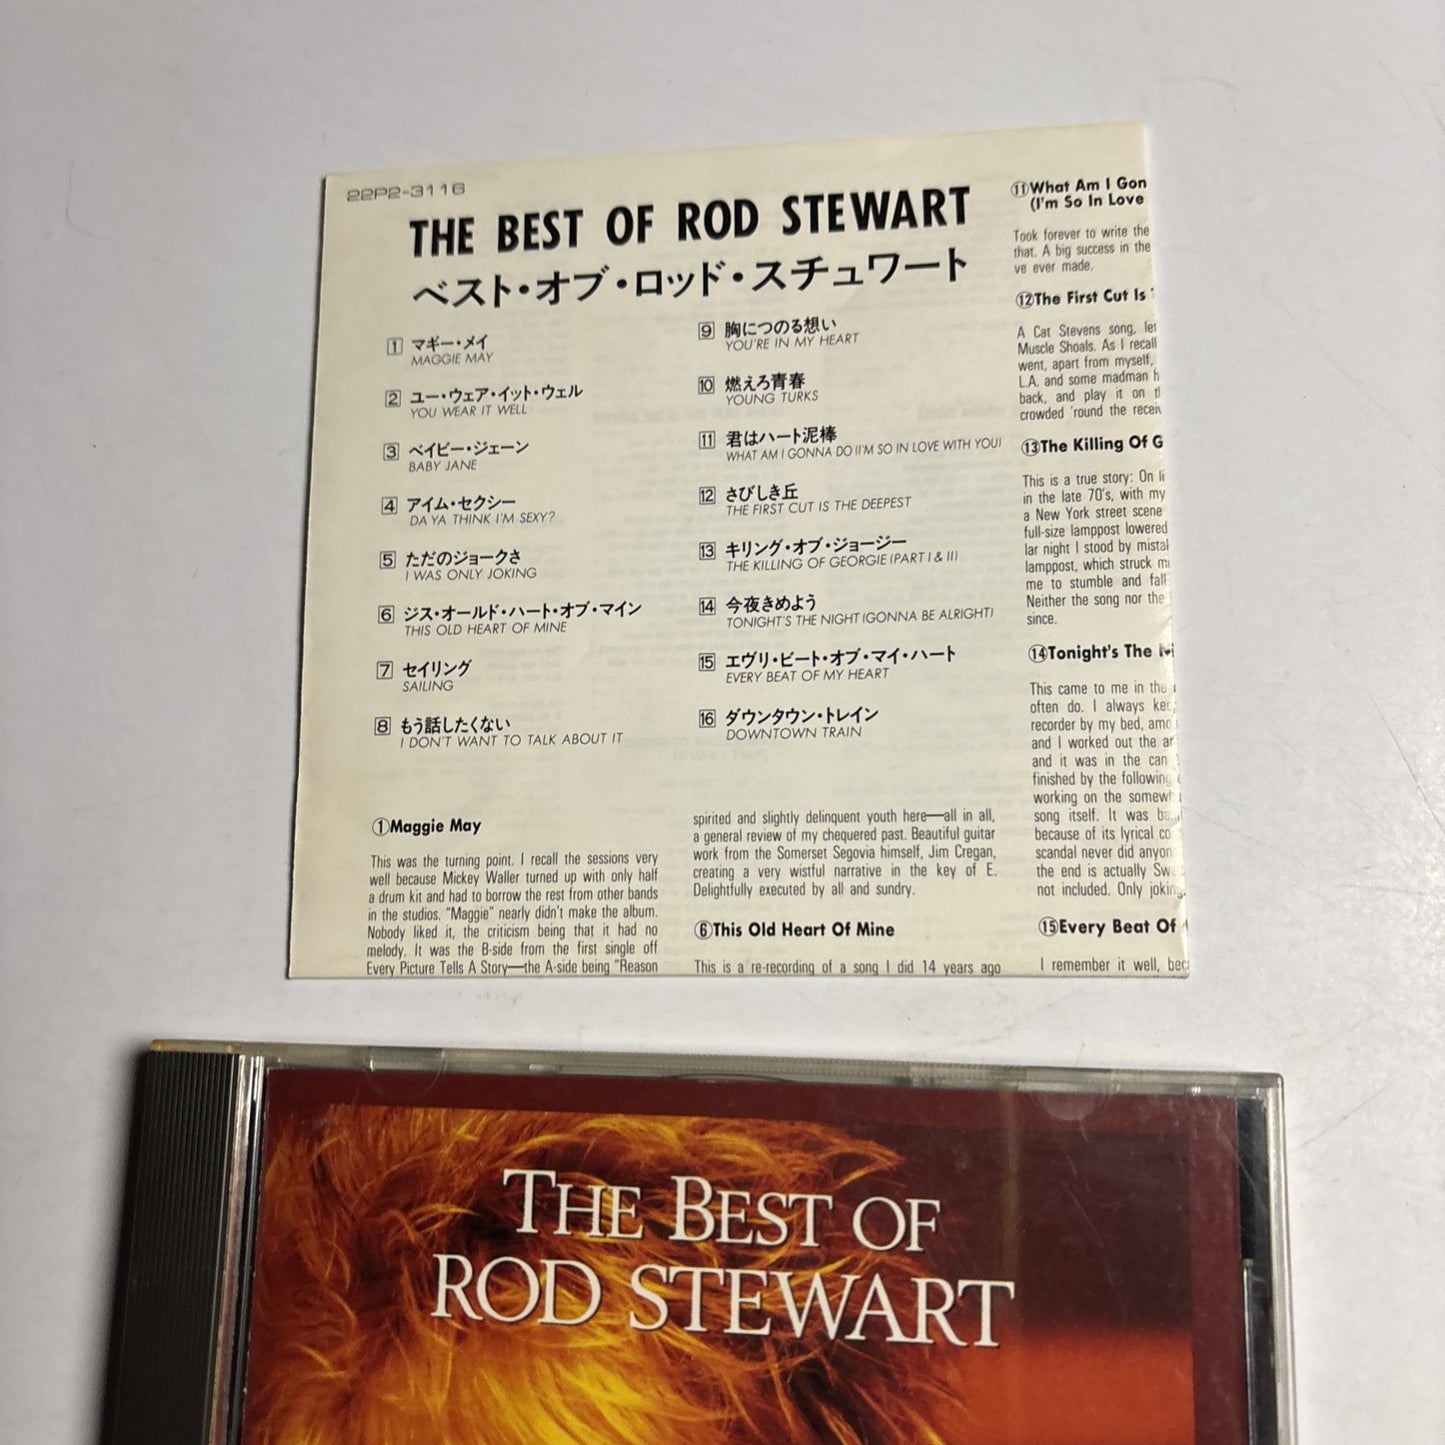 22P2-3116
THE BEST OF ROD STEWART
ベスト・オブ・ロッド・スチュワート
1 マギー・メイ
MAGGIE MAY
2 ユー・ウェア・イット・ウェル
YOU WEAR IT WELL
3 ベイビー・ジェーン
BABY JANE
4 アイム・セクシー
DA YA THINK I'M SEXY?
5 ただのジョークさ
I WAS ONLY JOKING
6 ジス・オールド・ハート・オブ・マイン
THIS OLD HEART OF MINE
7 セイリング
SAILING
8 もう話したくない
I DON'T WANT TO TALK ABOUT IT
9 胸につのる想い
YOU'RE IN MY HEART
10 燃えろ青春
YOUNG TURKS
11 君はハート泥棒
WHAT AM I GONNA DO (I'M SO IN LOVE WITH YOU)
12 さびしき丘
THE FIRST CUT IS THE DEEPEST
13 キリング・オブ・ジョージー
THE KILLING OF GEORGIE (PART I & II)
14 今夜きめよう
TONIGHT'S THE NIGHT (GONNA BE ALRIGHT)
15 エヴリ・ビート・オブ・マイ・ハート
EVERY BEAT OF MY HEART
16 ダウンタウン・トレイン
DOWNTOWN TRAIN
①Maggie May
This was the turning point. I recall the sessions very
well because Mickey Waller turned up with only half
a drum kit and had to borrow the rest from other bands
in the studios. "Maggie" nearly didn't make the album.
Nobody liked it, the criticism being that it had no
melody. It was the B-side from the first single off
Every Picture Tells A Story—the A-side being "Reason
spirited and slightly delinquent youth here—all in all,
a general review of my chequered past. Beautiful guitar
work from the Somerset Segovia himself, Jim Cregan,
creating a very wistful narrative in the key of E.
Delightfully executed by all and sundry.
⑥This Old Heart Of Mine
This is a re-recording of a song I did 14 years ago
⑪What Am I Gon
(I'm So In Love
Took forever to write the
that. A big success in the
ve ever made.
⑫The First Cut Is
A Cat Stevens song, let
Muscle Shoals. As I recall
went, apart from myself,
L.A. and some madman h
back, and play it on
crowded 'round the
⑬The Killing Of G
This is a true story: On li
in the late 70's, with my
a New York street scene
full-size lamppost lowered
lar night I stood by mistal
lamppost, which struck
me to stumble and fall
Neither the song nor the
since.
⑭Tonight's The
This came to me in the
often do. I always
recorder by my bed,
and I worked out the ar
and it was in the can
finished by the following
working on the
song itself. It was
because of its lyrical co
scandal never did anyon
the end is actually
not included. Only
⑮Every Beat Of
I remember it well,
THE BEST OF
ROD STEWART